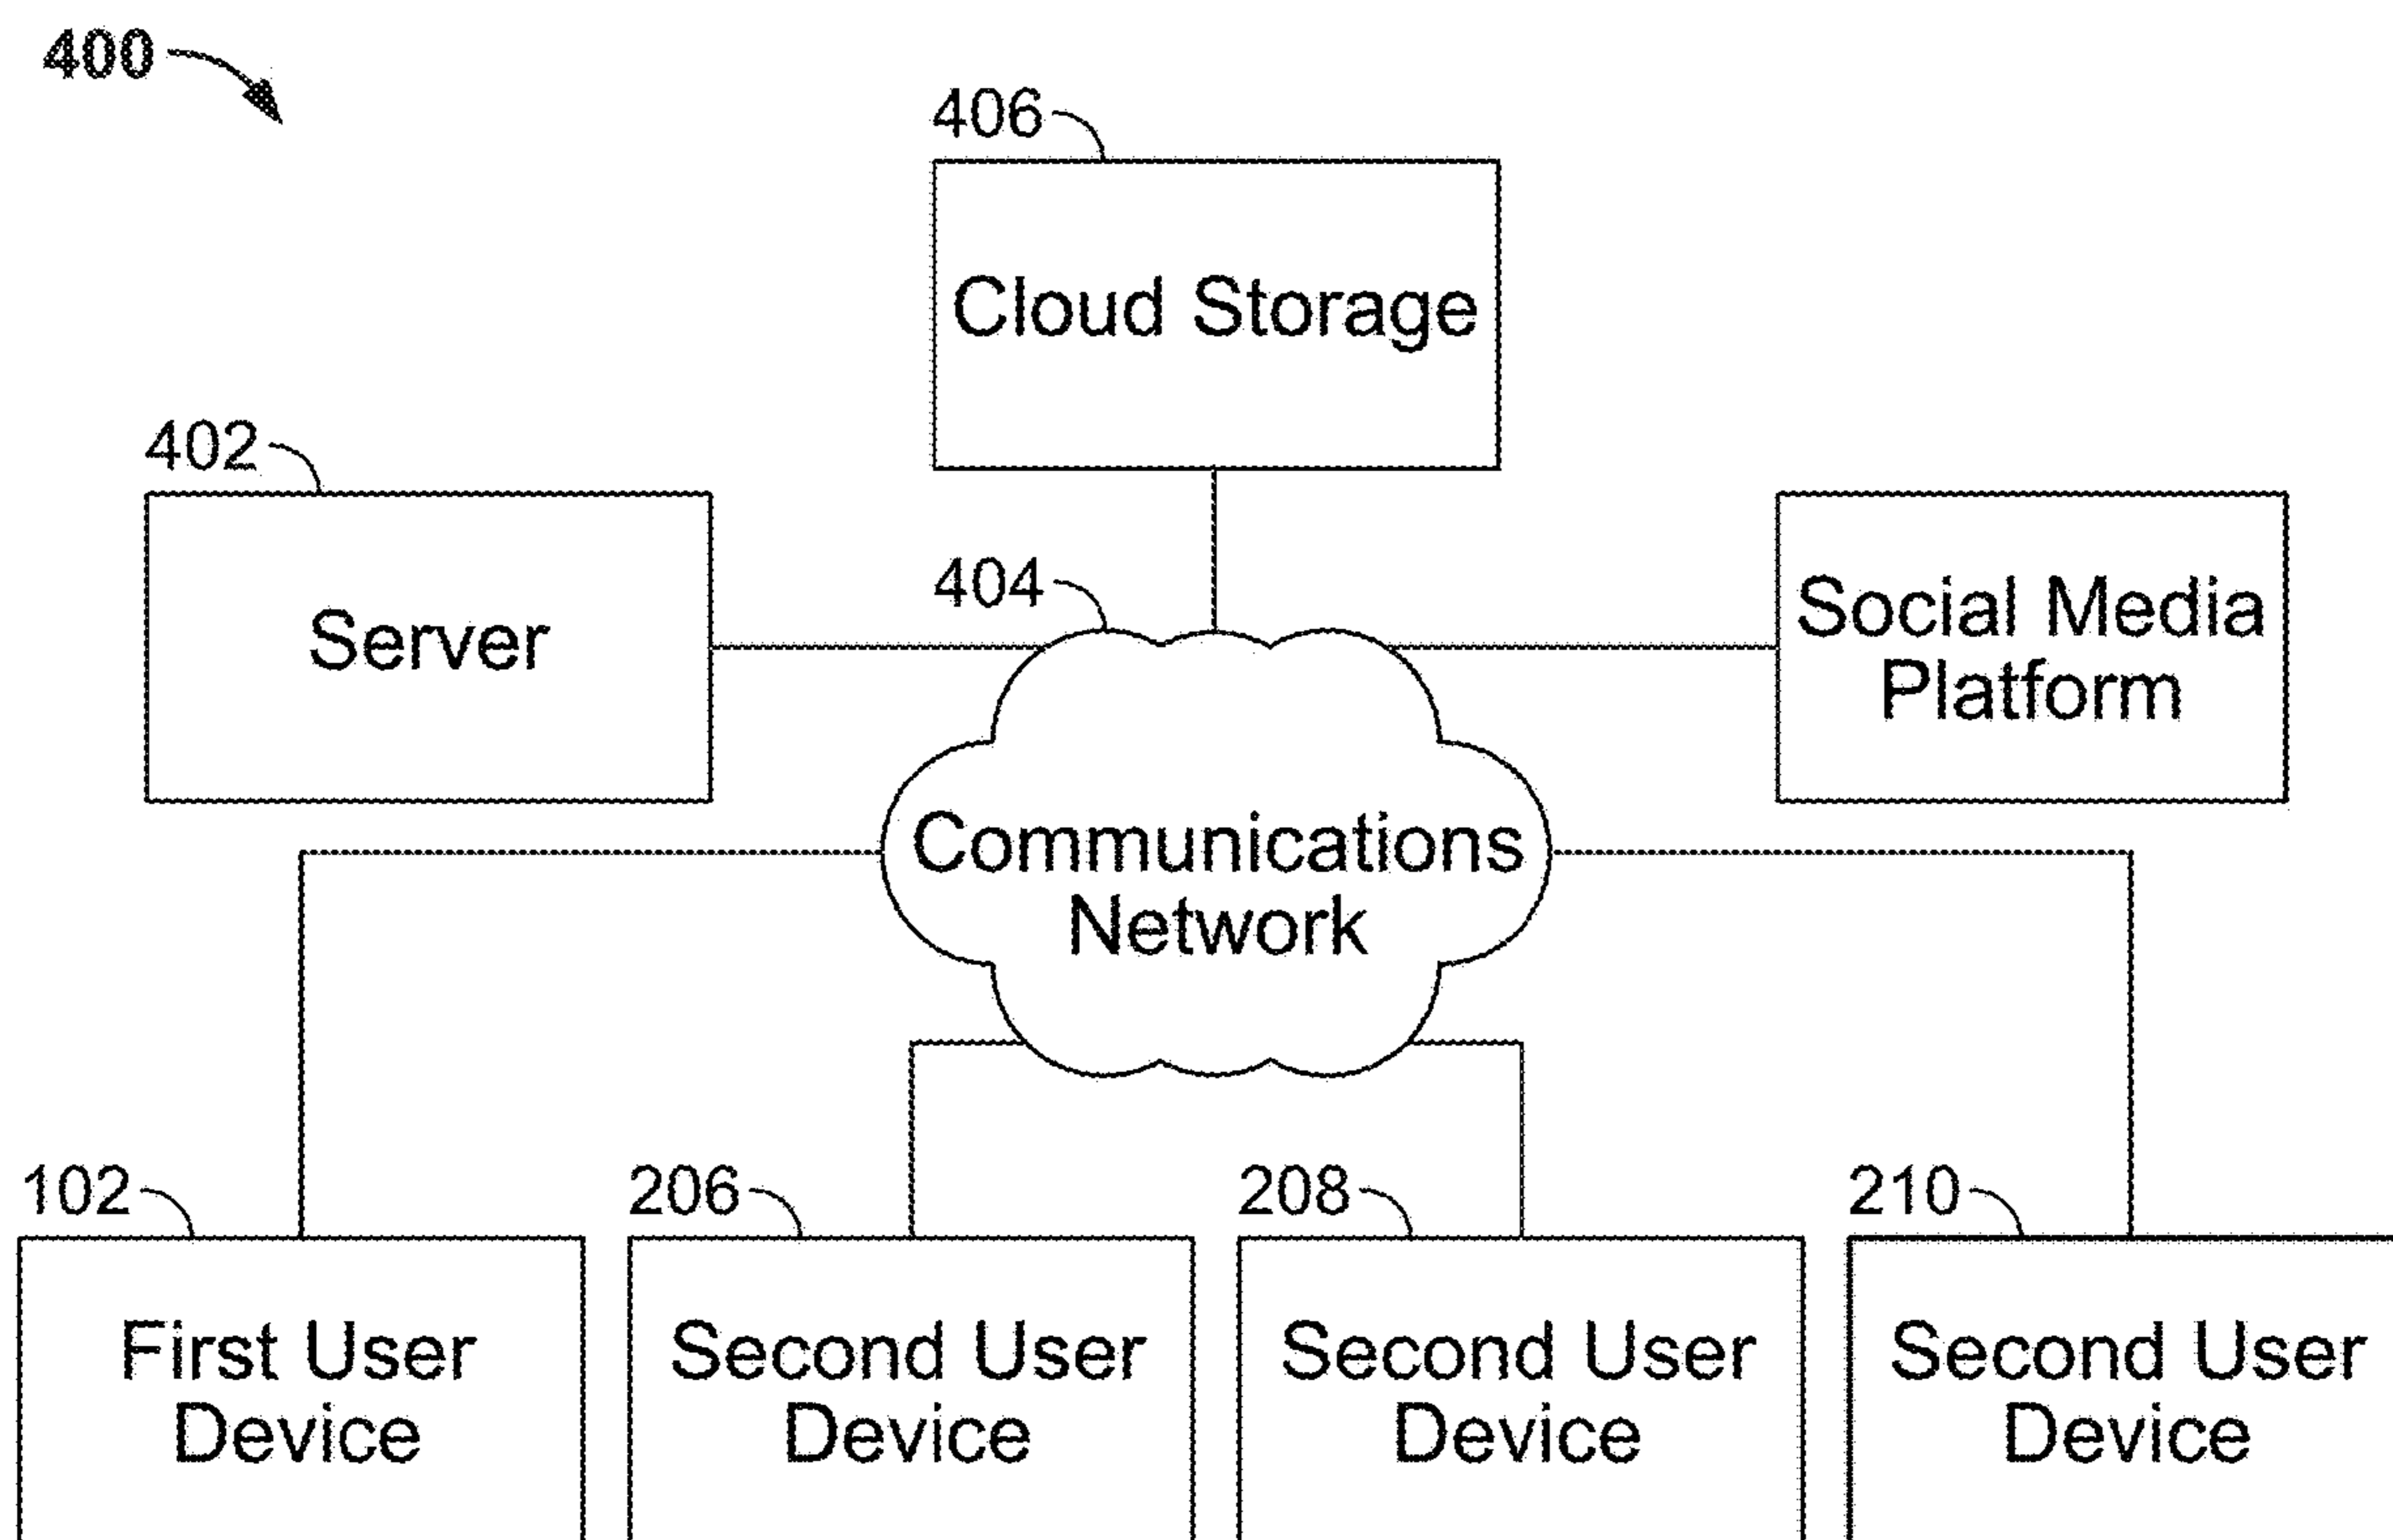 400
406
Cloud Storage
402
Server
404
Social Media
Platform
Communications
Network
102
First User
Device
206
Second User
Device
208
Second User
Device
210
Second User
Device